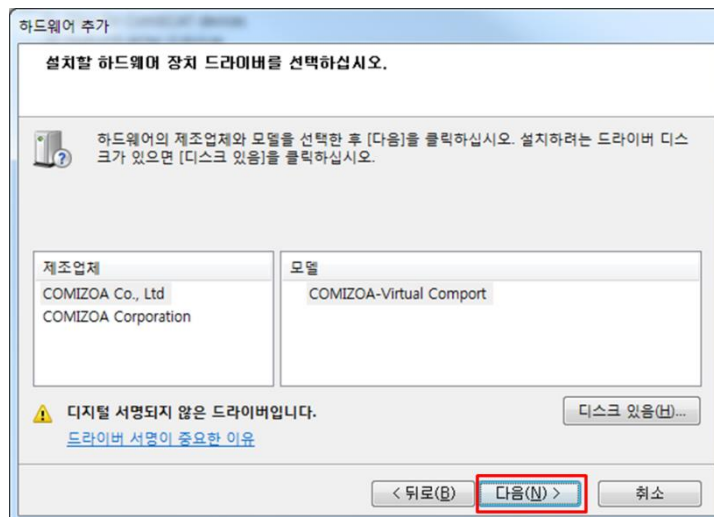 하드웨어 추가
설치할 하드웨어 장치 드라이버를 선택하십시오.
하드웨어의 제조업체와 모델을 선택한 후 [다음]을 클릭하십시오. 설치하려는 드라이버 디스
크가 있으면 [디스크 있음]을 클릭하십시오.
제조업체
COMIZOA Co., Ltd
COMIZOA Corporation
모델
COMIZOA-Virtual Comport
디지털 서명되지 않은 드라이버입니다.
드라이버 서명이 중요한 이유
디스크 있음(H)...
< 뒤로(B)
다음(N) >
취소